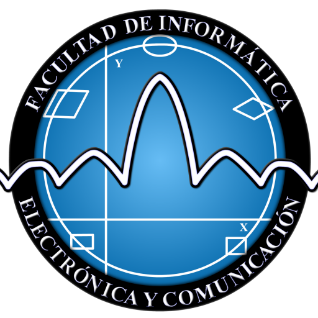 FACULTAD DE INFORMÁTICA
Y
X
ELECTRÓNICA Y COMUNICACIÓN